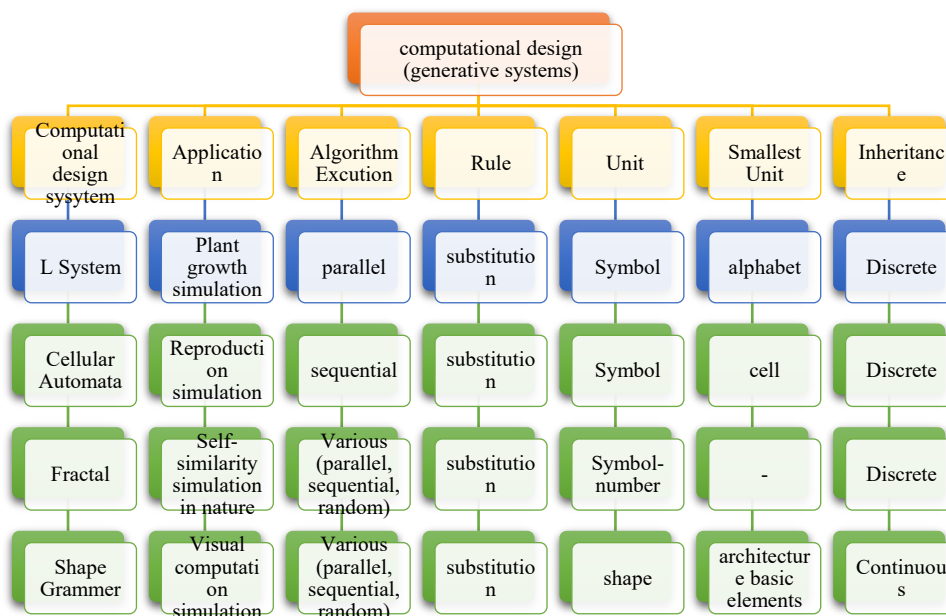 computational design
(generative systems)
Computati
onal
design
sysytem
Applicatio
n
Algorithm
Excution
Rule
Unit
Smallest
Unit
Inheritanc
e
L System
Plant
growth
simulation
parallel
substitutio
n
Symbol
alphabet
Discrete
Cellular
Automata
Reproducti
on
simulation
sequential
substitutio
n
Symbol
cell
Discrete
Fractal
Self-
similarity
simulation
in nature
Various
(parallel,
sequential,
random)
substitutio
n
Symbol-
number
-
Discrete
Shape
Grammer
Visual
computati
on
simulation
Various
(parallel,
sequential,
random)
substitutio
n
shape
architectur
e basic
elements
Continuou
s